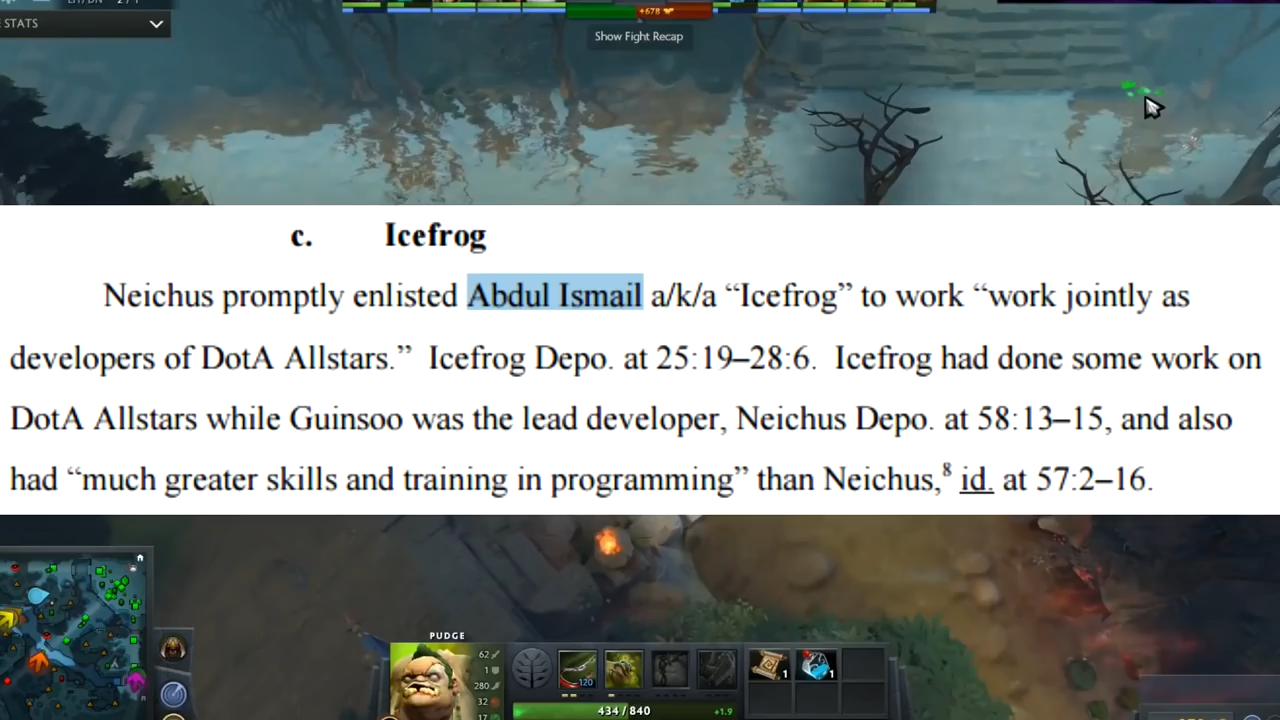 STATS
+678
Show Fight Recap
c. Icefrog
Neichus promptly enlisted Abdul Ismail a/k/a “Icefrog” to work “work jointly as
developers of DotA Allstars.” Icefrog Depo. at 25:19–28:6. Icefrog had done some work on
DotA Allstars while Guinsoo was the lead developer, Neichus Depo. at 58:13–15, and also
had “much greater skills and training in programming” than Neichus,⁸ id. at 57:2–16.
PUDGE
62
1
280
32
17
120
1
1
434 / 840
+1.9